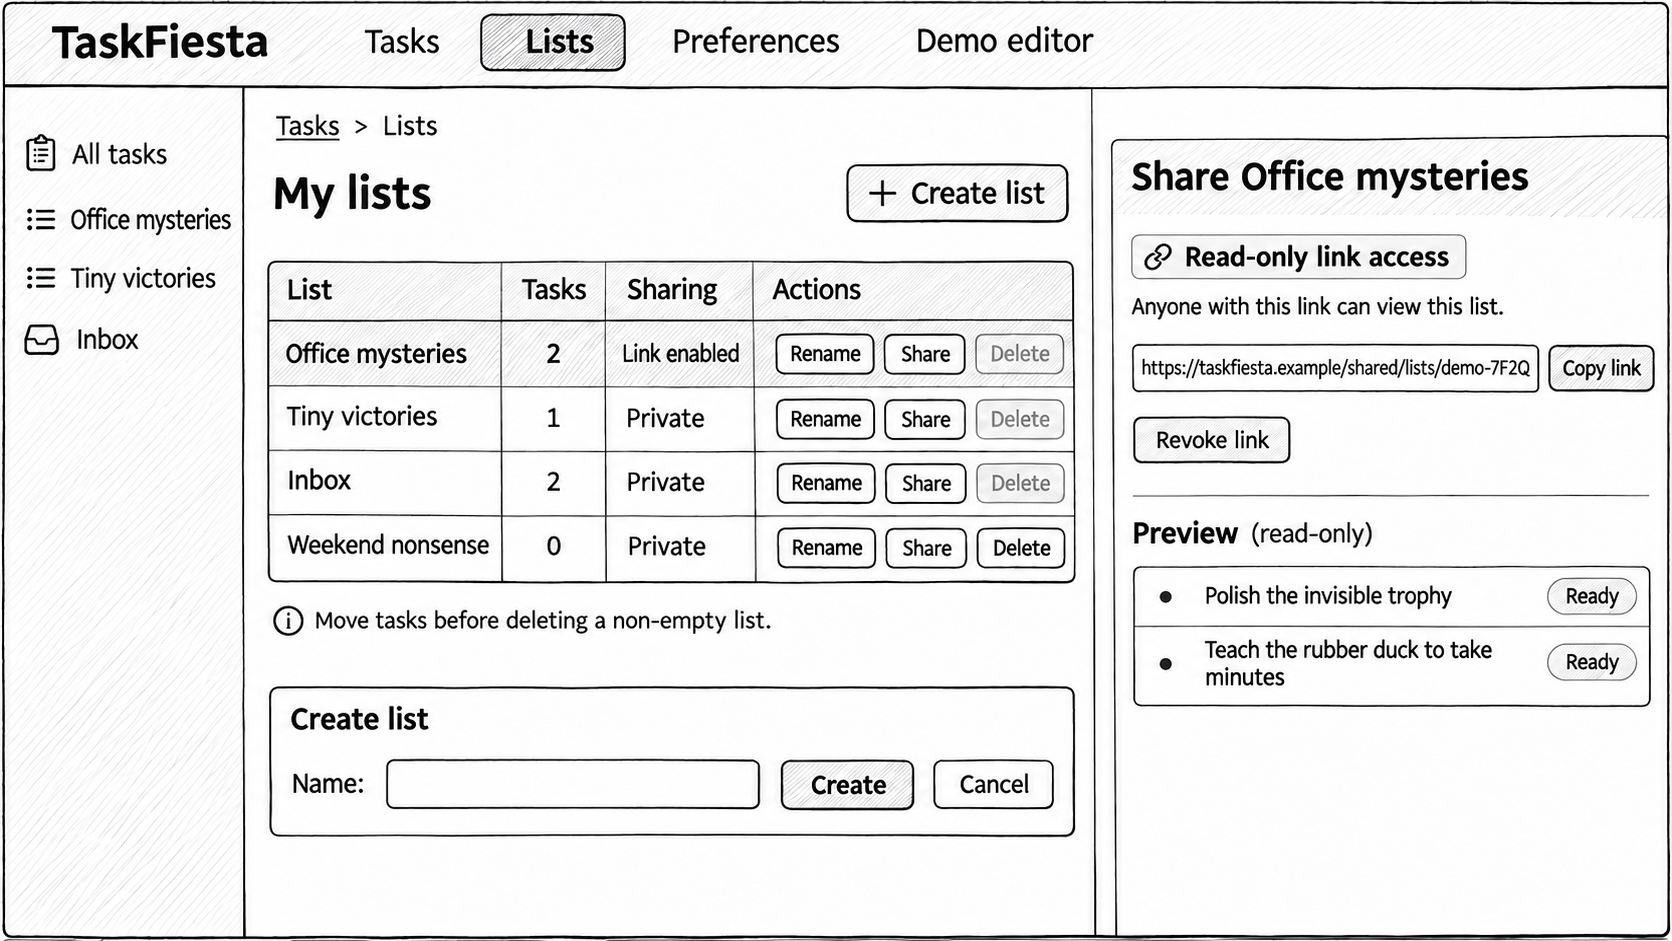 TaskFiesta Tasks Lists Preferences Demo editor
All tasks
Office mysteries
Tiny victories
Inbox
Tasks > Lists
My lists
+ Create list
List Tasks Sharing Actions
Office mysteries 2 Link enabled Rename Share Delete
Tiny victories 1 Private Rename Share Delete
Inbox 2 Private Rename Share Delete
Weekend nonsense 0 Private Rename Share Delete
Move tasks before deleting a non-empty list.
Create list
Name: Create Cancel
Share Office mysteries
Read-only link access
Anyone with this link can view this list.
https://taskfiesta.example/shared/lists/demo-7F2Q Copy link
Revoke link
Preview (read-only)
• Polish the invisible trophy Ready
• Teach the rubber duck to take
minutes Ready